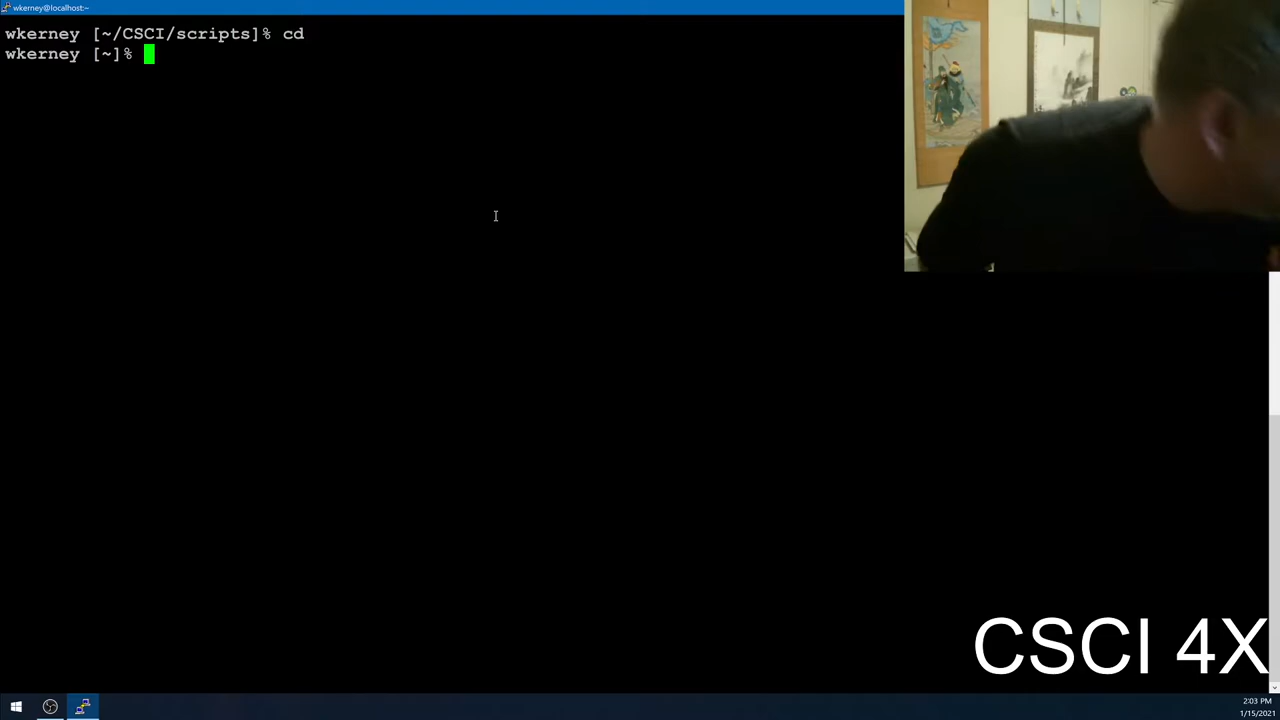 wkerney@localhost:~
wkerney [~/CSCI/scripts]% cd
wkerney [~]%
CSCI 4X
2:03 PM
1/15/2021